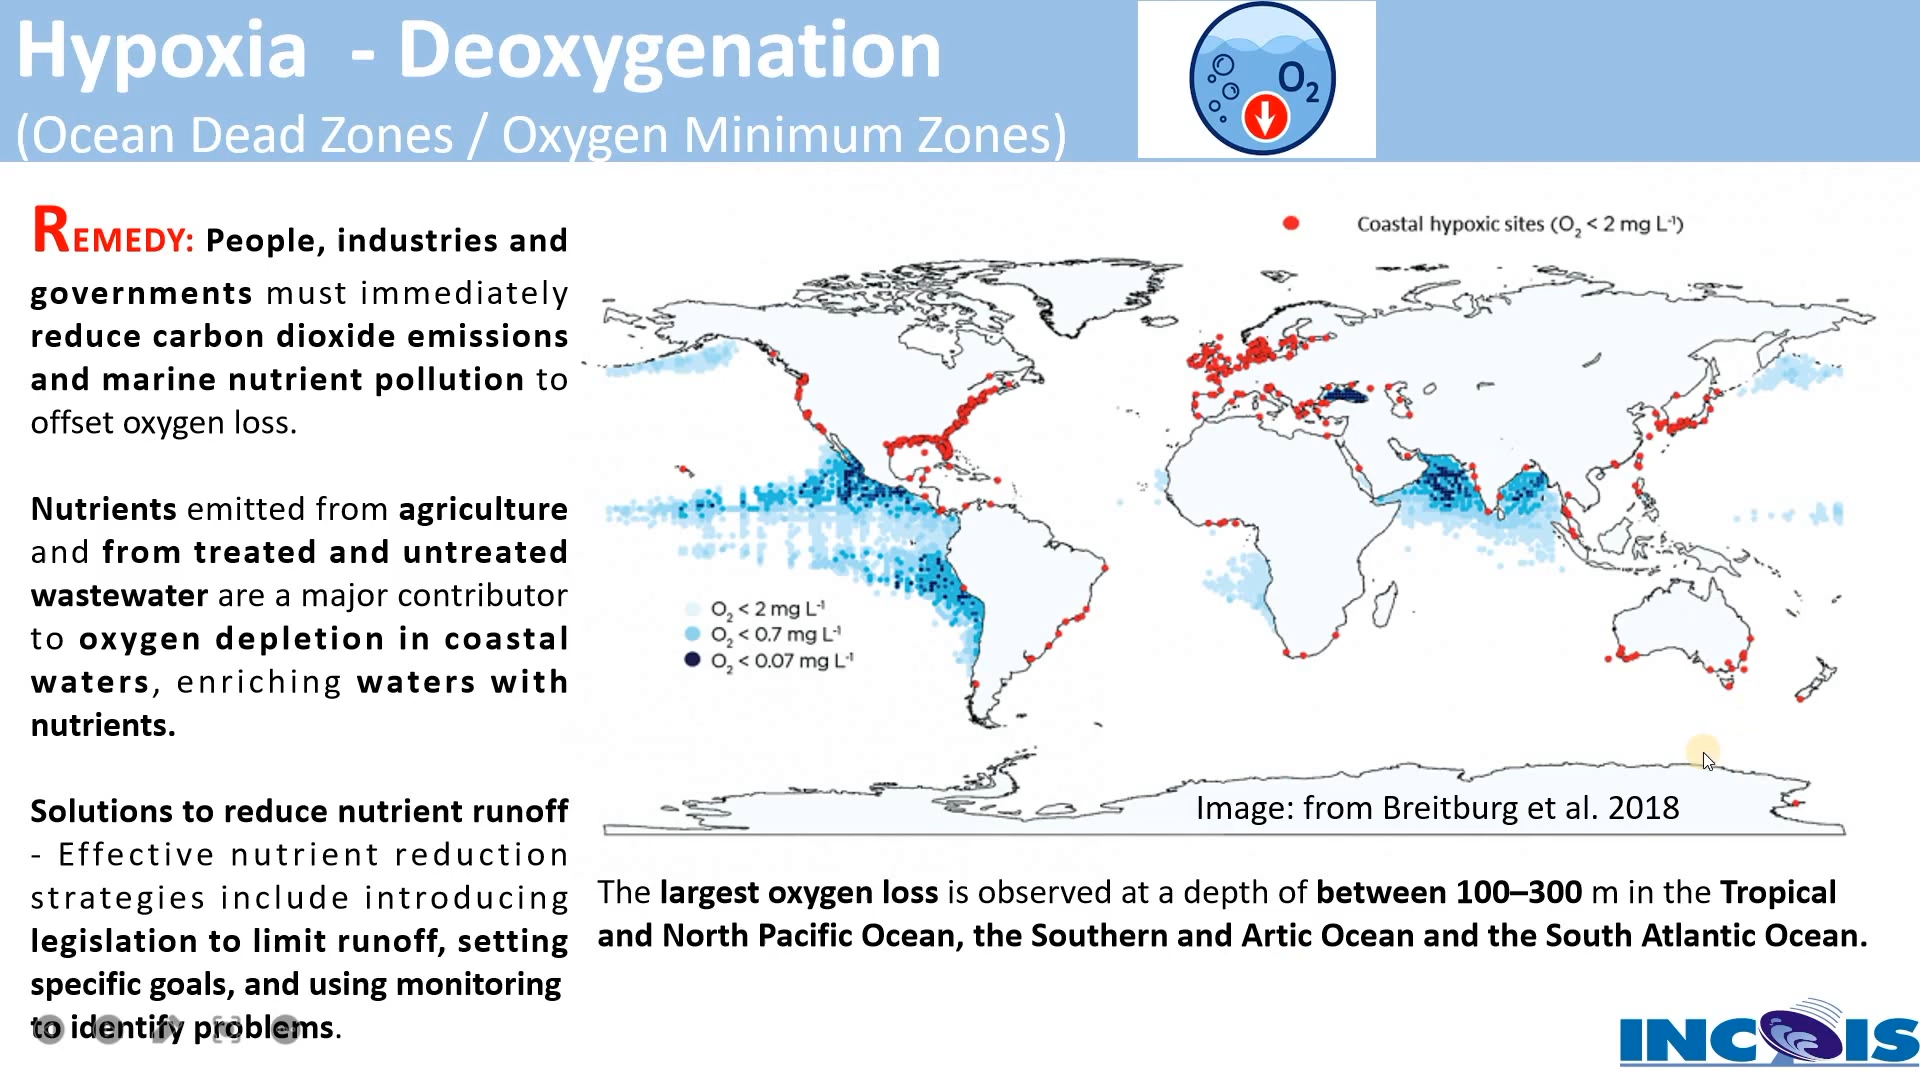 Hypoxia - Deoxygenation
(Ocean Dead Zones / Oxygen Minimum Zones)
O2
REMEDY: People, industries and
governments must immediately
reduce carbon dioxide emissions
and marine nutrient pollution to
offset oxygen loss.
Nutrients emitted from agriculture
and from treated and untreated
wastewater are a major contributor
to oxygen depletion in coastal
waters, enriching waters with
nutrients.
Solutions to reduce nutrient runoff
- Effective nutrient reduction
strategies include introducing
legislation to limit runoff, setting
specific goals, and using monitoring
to identify problems.
Coastal hypoxic sites (O2 < 2 mg L-1)
O2 < 2 mg L-1
O2 < 0.7 mg L-1
O2 < 0.07 mg L-1
Image: from Breitburg et al. 2018
The largest oxygen loss is observed at a depth of between 100–300 m in the Tropical
and North Pacific Ocean, the Southern and Artic Ocean and the South Atlantic Ocean.
INCOIS